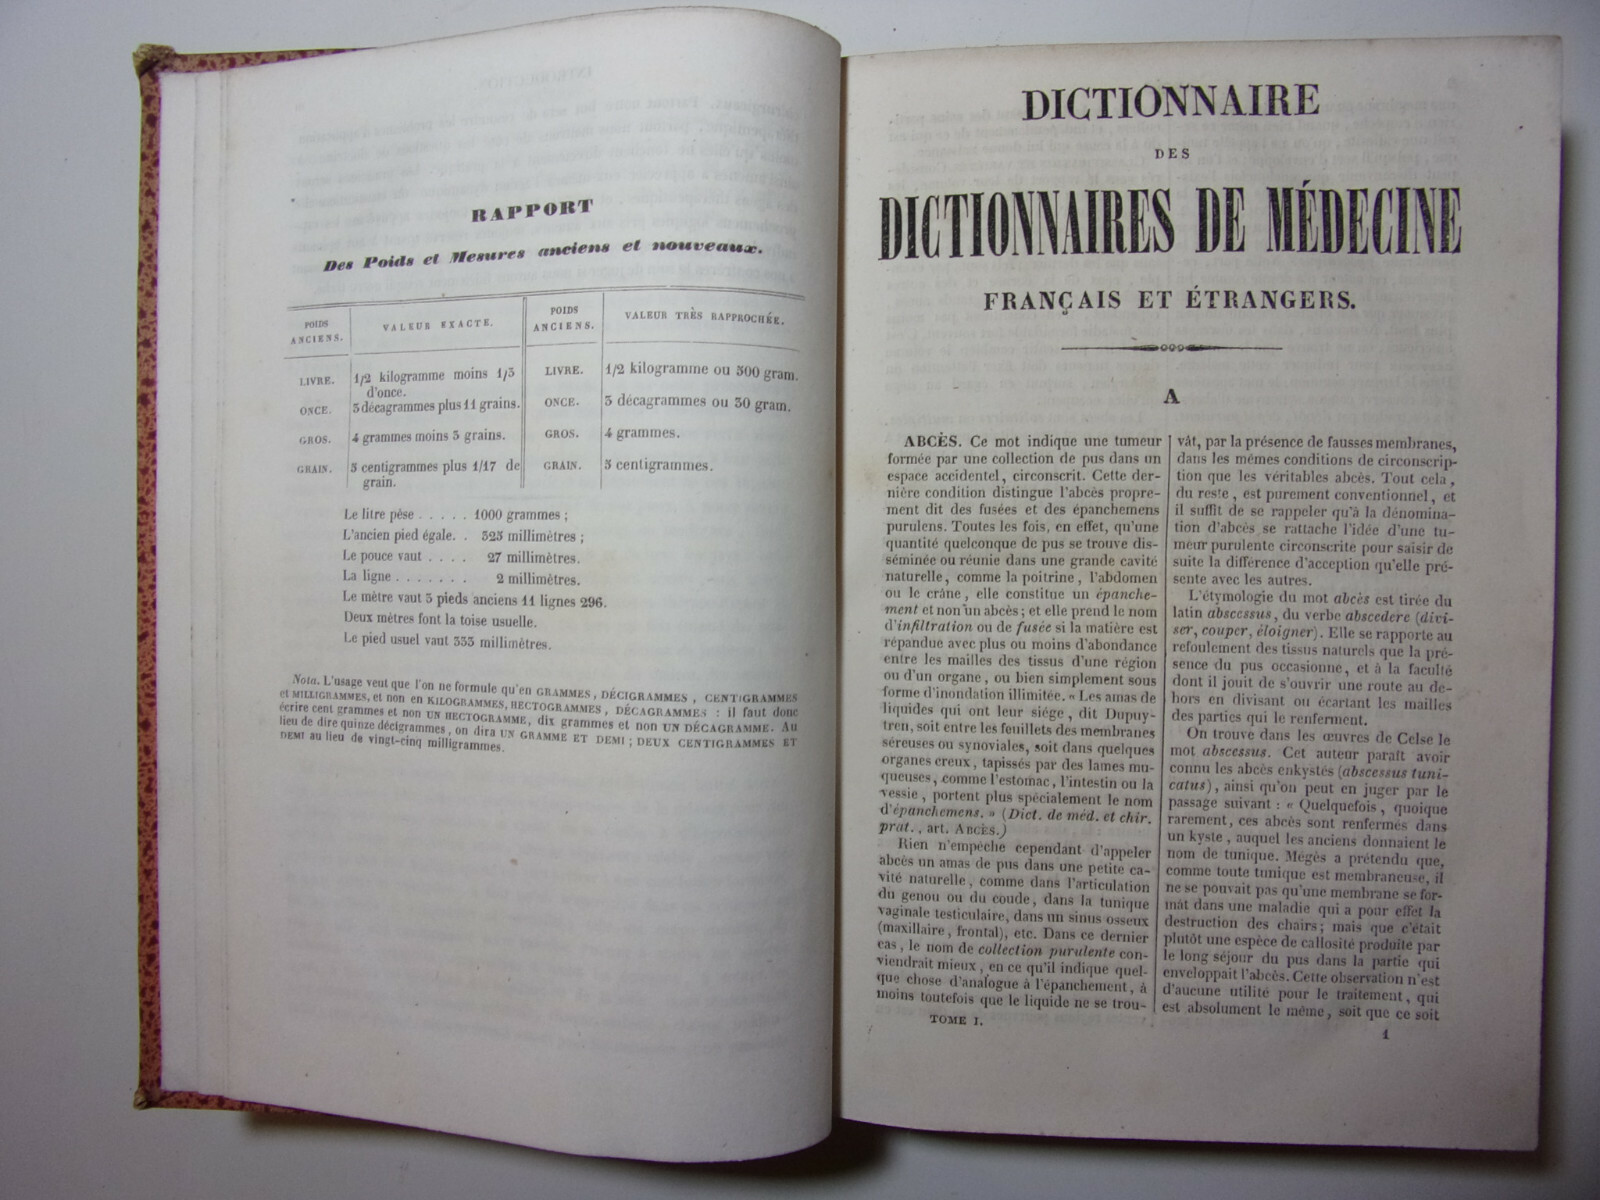 RAPPORT
Des Poids et Mesures anciens et nouveaux.
POIDS ANCIENS. VALEUR EXACTE. POIDS ANCIENS. VALEUR TRÈS RAPPROCHÉE.
LIVRE. 1/2 kilogramme moins 1/3 d'once. LIVRE. 1/2 kilogramme ou 500 gram.
ONCE. 3 décagrammes plus 11 grains. ONCE. 3 décagrammes ou 30 gram.
GROS. 4 grammes moins 3 grains. GROS. 4 grammes.
GRAIN. 5 centigrammes plus 1/17 de grain. GRAIN. 5 centigrammes.
Le litre pèse . . . . . 1000 grammes ;
L'ancien pied égale. . 325 millimètres ;
Le pouce vaut . . . . 27 millimètres.
La ligne . . . . . . . 2 millimètres.
Le mètre vaut 3 pieds anciens 11 lignes 296.
Deux mètres font la toise usuelle.
Le pied usuel vaut 333 millimètres.
Nota. L'usage veut que l'on ne formule qu'en GRAMMES, DÉCIGRAMMES, CENTIGRAMMES
et MILLIGRAMMES, et non en KILOGRAMMES, HECTOGRAMMES, DÉCAGRAMMES : il faut donc
écrire cent grammes et non UN HECTOGRAMME, dix grammes et non UN DÉCAGRAMME. Au
lieu de dire quinze décigrammes, on dira UN GRAMME ET DEMI ; DEUX CENTIGRAMMES ET
DEMI au lieu de vingt-cinq milligrammes.
DICTIONNAIRE
DES
DICTIONNAIRES DE MÉDECINE
FRANÇAIS ET ÉTRANGERS.
A
ABCÈS. Ce mot indique une tumeur
formée par une collection de pus dans un
espace accidentel, circonscrit. Cette der-
nière condition distingue l'abcès propre-
ment dit des fusées et des épanchemens
purulens. Toutes les fois, en effet, qu'une
quantité quelconque de pus se trouve dis-
séminée ou réunie dans une grande cavité
naturelle, comme la poitrine, l'abdomen
ou le crâne, elle constitue un épanche-
ment et non un abcès ; et elle prend le nom
d'infiltration ou de fusée si la matière est
répandue avec plus ou moins d'abondance
entre les mailles des tissus d'une région
ou d'un organe, ou bien simplement sous
forme d'inondation illimitée. « Les amas de
liquides qui ont leur siége, dit Dupuy-
tren, soit entre les feuillets des membranes
séreuses ou synoviales, soit dans quelques
organes creux, tapissés par des lames mu-
queuses, comme l'estomac, l'intestin ou la
vessie, portent plus spécialement le nom
d'épanchemens. » (Dict. de méd. et chir.
prat., art. ABCÈS.)
Rien n'empêche cependant d'appeler
abcès un amas de pus dans une petite ca-
vité naturelle, comme dans l'articulation
du genou ou du coude, dans la tunique
vaginale testiculaire, dans un sinus osseux
(maxillaire, frontal), etc. Dans ce dernier
cas, le nom de collection purulente con-
viendrait mieux, en ce qu'il indique quel-
que chose d'analogue à l'épanchement, à
moins toutefois que le liquide ne se trou-
TOME I.
vât, par la présence de fausses membranes,
dans les mêmes conditions de circonscrip-
tion que les véritables abcès. Tout cela,
du reste, est purement conventionnel, et
il suffit de se rappeler qu'à la dénomina-
tion d'abcès se rattache l'idée d'une tu-
meur purulente circonscrite pour saisir de
suite la différence d'acception qu'elle pré-
sente avec les autres.
L'étymologie du mot abcès est tirée du
latin abscessus, du verbe abscedere (divi-
ser, couper, éloigner). Elle se rapporte au
refoulement des tissus naturels que la pré-
sence du pus occasionne, et à la faculté
dont il jouit de s'ouvrir une route au de-
hors en divisant ou écartant les mailles
des parties qui le renferment.
On trouve dans les œuvres de Celse le
mot abscessus. Cet auteur paraît avoir
connu les abcès enkystés (abscessus tuni-
catus), ainsi qu'on peut en juger par le
passage suivant : « Quelquefois, quoique
rarement, ces abcès sont renfermés dans
un kyste, auquel les anciens donnaient le
nom de tunique. Mégès a prétendu que,
comme toute tunique est membraneuse, il
ne se pouvait pas qu'une membrane se for-
mât dans une maladie qui a pour effet la
destruction des chairs ; mais que c'était
plutôt une espèce de callosité produite par
le long séjour du pus dans la partie qui
enveloppait l'abcès. Cette observation n'est
d'aucune utilité pour le traitement, qui
est absolument le même, soit que ce soit
1